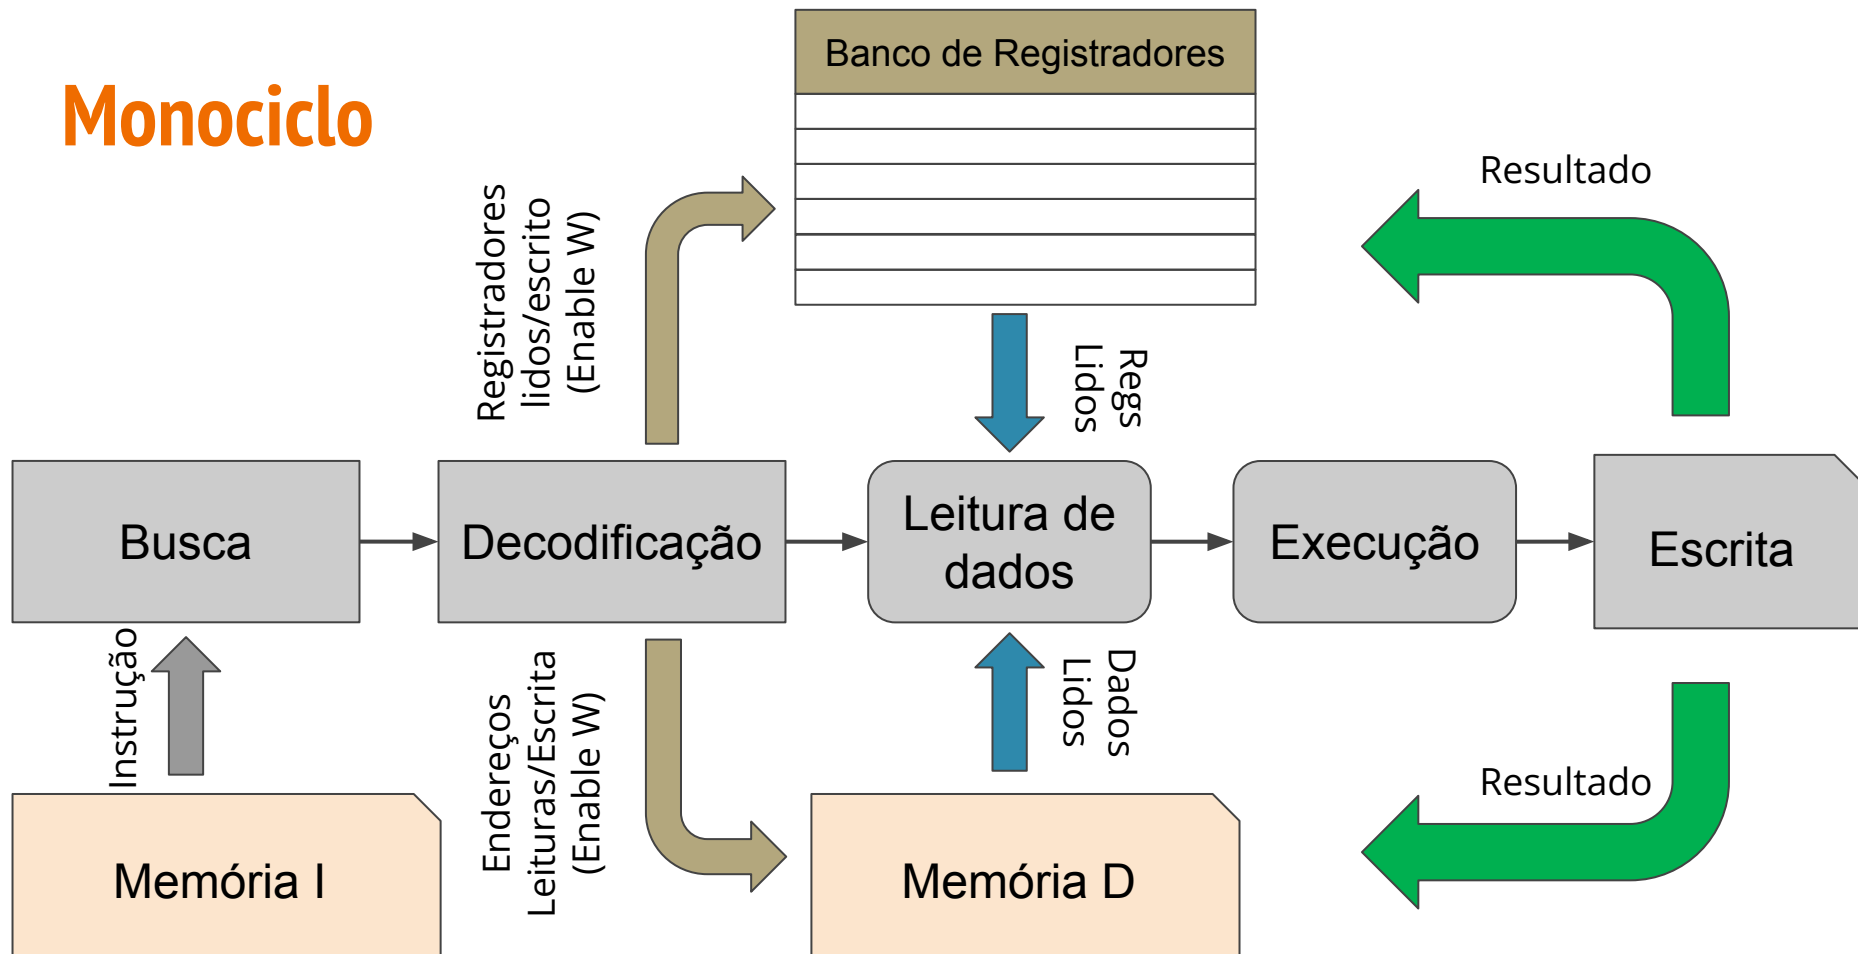 Monociclo
Banco de Registradores
Registradores
lidos/escrito
(Enable W)
Resultado
Regs
Lidos
Busca
Decodificação
Leitura de
dados
Execução
Escrita
Instrução
Endereços
Leituras/Escrita
(Enable W)
Dados
Lidos
Resultado
Memória I
Memória D